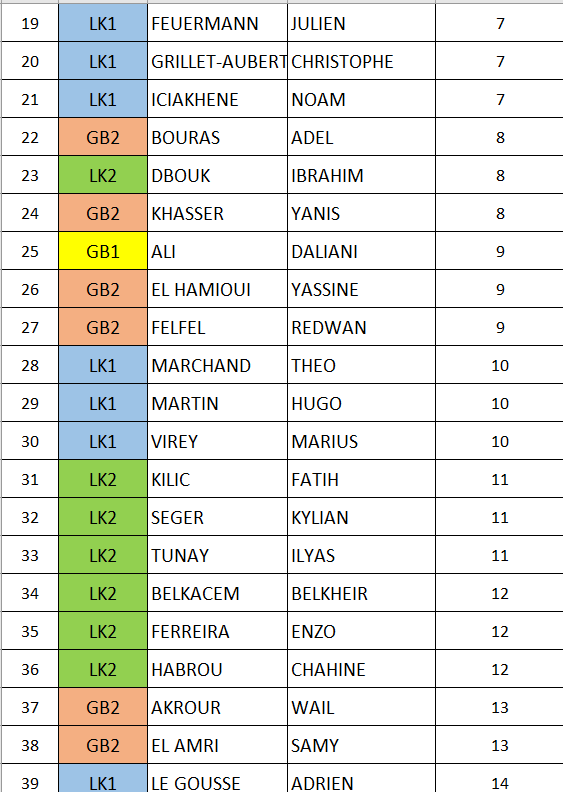 19 LK1 FEUERMANN JULIEN 7
20 LK1 GRILLET-AUBERT CHRISTOPHE 7
21 LK1 ICIAKHENE NOAM 7
22 GB2 BOURAS ADEL 8
23 LK2 DBOUK IBRAHIM 8
24 GB2 KHASSER YANIS 8
25 GB1 ALI DALIANI 9
26 GB2 EL HAMIOUI YASSINE 9
27 GB2 FELFEL REDWAN 9
28 LK1 MARCHAND THEO 10
29 LK1 MARTIN HUGO 10
30 LK1 VIREY MARIUS 10
31 LK2 KILIC FATIH 11
32 LK2 SEGER KYLIAN 11
33 LK2 TUNAY ILYAS 11
34 LK2 BELKACEM BELKHEIR 12
35 LK2 FERREIRA ENZO 12
36 LK2 HABROU CHAHINE 12
37 GB2 AKROUR WAIL 13
38 GB2 EL AMRI SAMY 13
39 LK1 LE GOUSSE ADRIEN 14